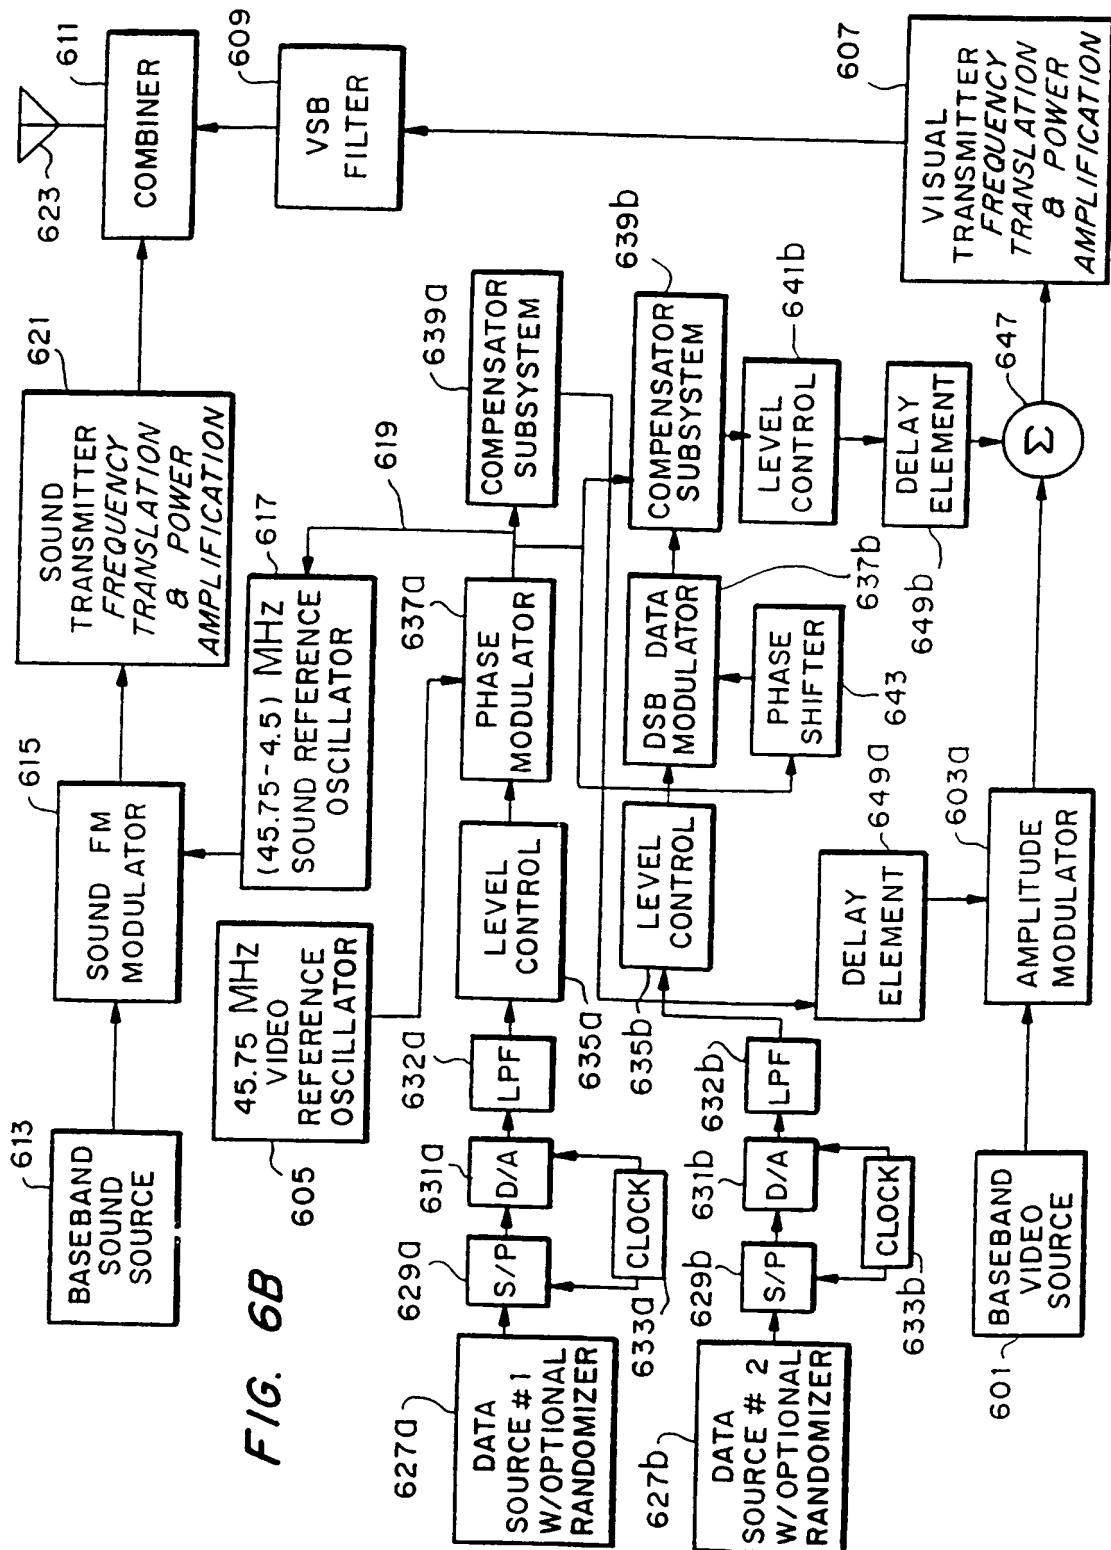 FIG. 6B
613
BASEBAND
SOUND
SOURCE
615
SOUND FM
MODULATOR
621
SOUND
TRANSMITTER
FREQUENCY
TRANSLATION
& POWER
AMPLIFICATION
623
611
COMBINER
609
VSB
FILTER
605
45.75 MHZ
VIDEO
REFERENCE
OSCILLATOR
617
(45.75-4.5) MHZ
SOUND REFERENCE
OSCILLATOR
619
627a
DATA
SOURCE #1
W/OPTIONAL
RANDOMIZER
629a
S/P
631a
D/A
632a
LPF
633a
CLOCK
635a
LEVEL
CONTROL
637a
PHASE
MODULATOR
639a
COMPENSATOR
SUBSYSTEM
627b
DATA
SOURCE # 2
W/OPTIONAL
RANDOMIZER
629b
S/P
631b
D/A
632b
LPF
633b
CLOCK
635b
LEVEL
CONTROL
637b
DSB DATA
MODULATOR
643
PHASE
SHIFTER
639b
COMPENSATOR
SUBSYSTEM
641b
LEVEL
CONTROL
649b
DELAY
ELEMENT
649a
DELAY
ELEMENT
601
BASEBAND
VIDEO
SOURCE
603a
AMPLITUDE
MODULATOR
647
Σ
607
VISUAL
TRANSMITTER
FREQUENCY
TRANSLATION
& POWER
AMPLIFICATION